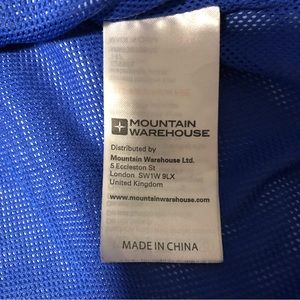 MOUNTAIN
WAREHOUSE
Distributed by
Mountain Warehouse Ltd.
5 Eccleston St
London SW1W 9LX
United Kingdom
www.mountainwarehouse.com
MADE IN CHINA